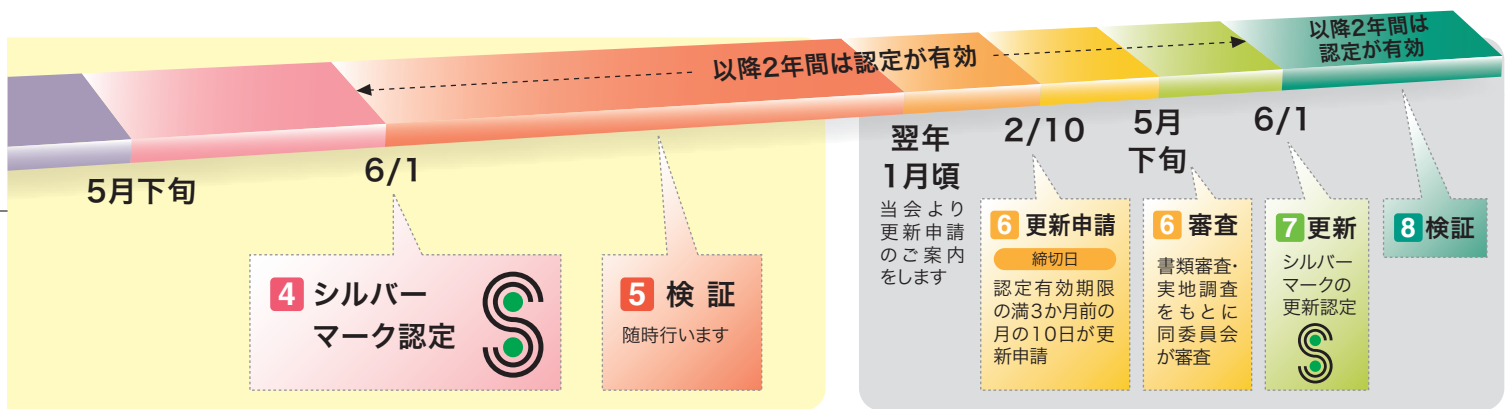 以降2年間は認定が有効
以降2年間は
認定が有効
5月下旬
6/1
翌年
1月頃
当会より
更新申請
のご案内
をします
2/10
5月
下旬
6/1
4 シルバー
マーク認定
5 検証
随時行います
6 更新申請
締切日
認定有効期限
の満3か月前の
月の10日が更
新申請
6 審査
書類審査・
実地調査
をもとに
同委員会
が審査
7 更新
シルバー
マークの
更新認定
8 検証